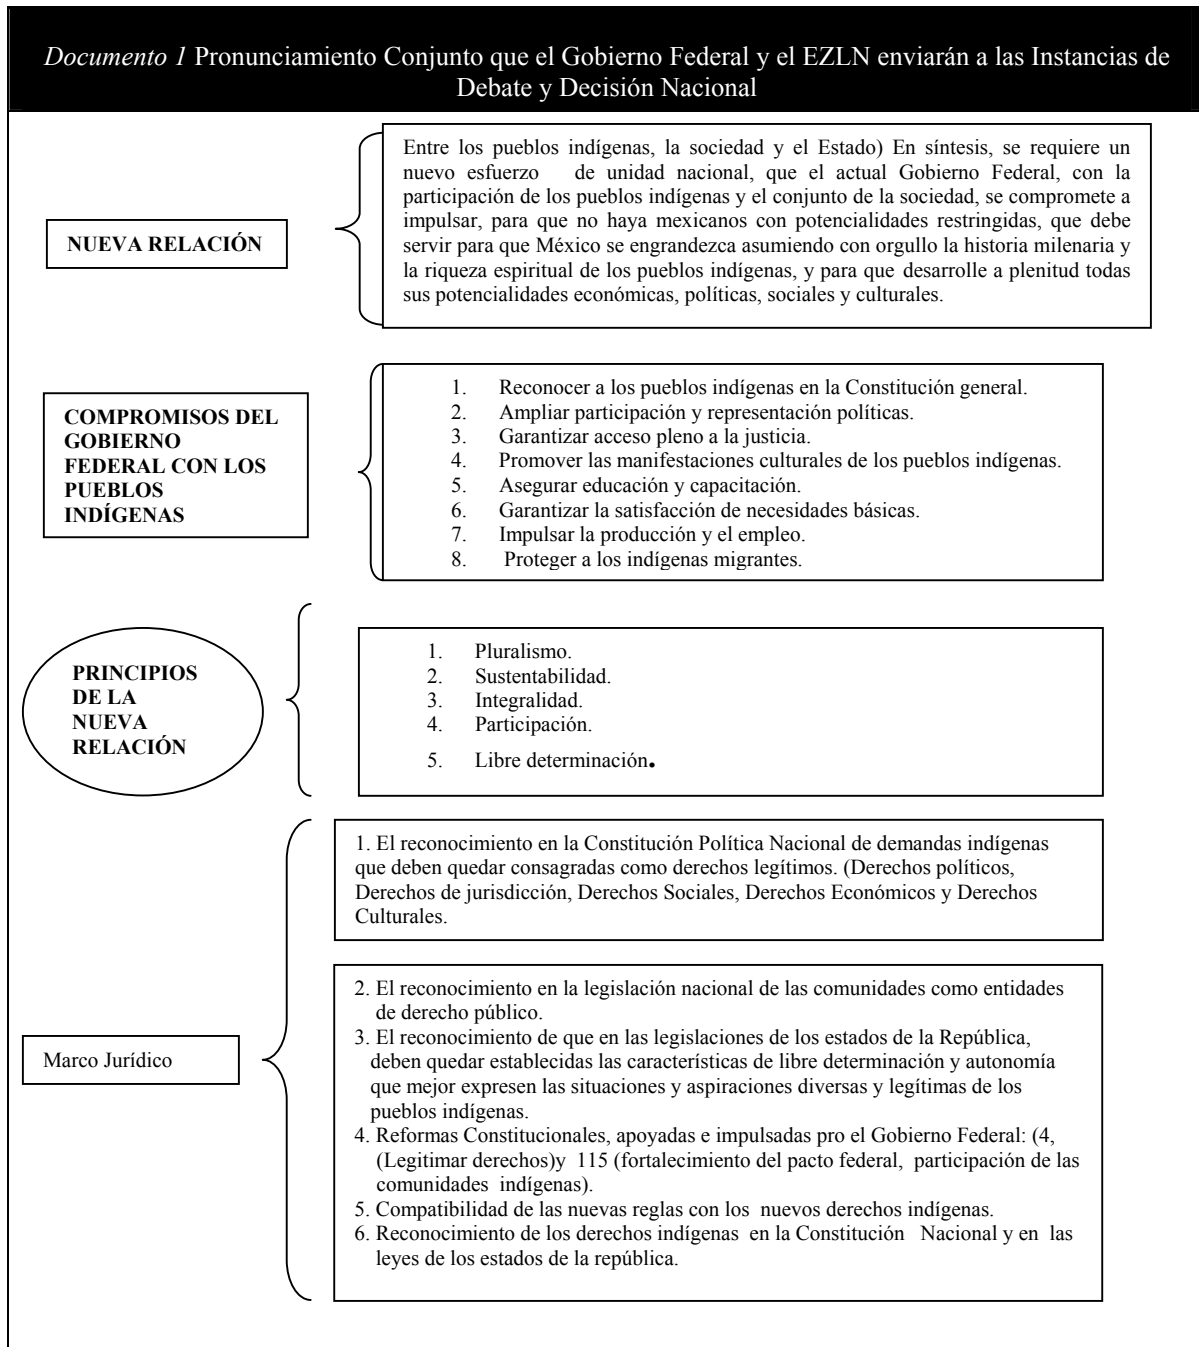 Documento 1 Pronunciamiento Conjunto que el Gobierno Federal y el EZLN enviarán a las Instancias de
Debate y Decisión Nacional
NUEVA RELACIÓN
Entre los pueblos indígenas, la sociedad y el Estado) En síntesis, se requiere un
nuevo esfuerzo de unidad nacional, que el actual Gobierno Federal, con la
participación de los pueblos indígenas y el conjunto de la sociedad, se compromete a
impulsar, para que no haya mexicanos con potencialidades restringidas, que debe
servir para que México se engrandezca asumiendo con orgullo la historia milenaria y
la riqueza espiritual de los pueblos indígenas, y para que desarrolle a plenitud todas
sus potencialidades económicas, políticas, sociales y culturales.
COMPROMISOS DEL
GOBIERNO
FEDERAL CON LOS
PUEBLOS
INDÍGENAS
1. Reconocer a los pueblos indígenas en la Constitución general.
2. Ampliar participación y representación políticas.
3. Garantizar acceso pleno a la justicia.
4. Promover las manifestaciones culturales de los pueblos indígenas.
5. Asegurar educación y capacitación.
6. Garantizar la satisfacción de necesidades básicas.
7. Impulsar la producción y el empleo.
8. Proteger a los indígenas migrantes.
PRINCIPIOS
DE LA
NUEVA
RELACIÓN
1. Pluralismo.
2. Sustentabilidad.
3. Integralidad.
4. Participación.
5. Libre determinación.
Marco Jurídico
1. El reconocimiento en la Constitución Política Nacional de demandas indígenas
que deben quedar consagradas como derechos legítimos. (Derechos políticos,
Derechos de jurisdicción, Derechos Sociales, Derechos Económicos y Derechos
Culturales.
2. El reconocimiento en la legislación nacional de las comunidades como entidades
de derecho público.
3. El reconocimiento de que en las legislaciones de los estados de la República,
deben quedar establecidas las características de libre determinación y autonomía
que mejor expresen las situaciones y aspiraciones diversas y legítimas de los
pueblos indígenas.
4. Reformas Constitucionales, apoyadas e impulsadas pro el Gobierno Federal: (4,
(Legitimar derechos)y 115 (fortalecimiento del pacto federal, participación de las
comunidades indígenas).
5. Compatibilidad de las nuevas reglas con los nuevos derechos indígenas.
6. Reconocimiento de los derechos indígenas en la Constitución Nacional y en las
leyes de los estados de la república.